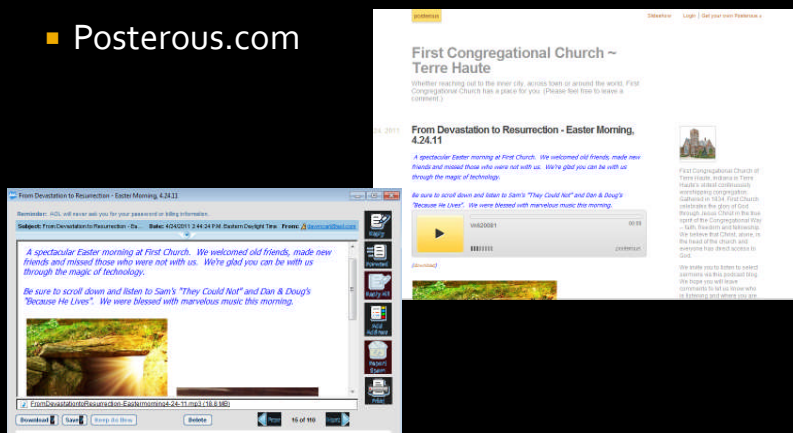 Posterous.com
posterous
Slideshow Login | Get your own Posterous »
First Congregational Church ~
Terre Haute
Whether reaching out to the inner city, across town or around the world, First
Congregational Church has a place for you. (Please feel free to leave a
comment.)
24 2011
From Devastation to Resurrection - Easter Morning,
4.24.11
A spectacular Easter morning at First Church. We welcomed old friends, made new
friends and missed those who were not with us. We're glad you can be with us
through the magic of technology.
Be sure to scroll down and listen to Sam's "They Could Not" and Dan & Doug's
"Because He Lives". We were blessed with marvelous music this morning.
posterous
(download)
First Congregational Church of
Terre Haute, Indiana is Terre
Haute's oldest continuously
worshipping congregation.
Gathered in 1834, First Church
celebrates the glory of God
through Jesus Christ in the true
spirit of the Congregational Way
-- faith, freedom and fellowship.
We believe that Christ, alone, is
the head of the church and
everyone has direct access to
God.
We invite you to listen to select
sermons via this podcast blog.
We hope you will leave
comments to let us know who
is listening and where you are
From Devastation to Resurrection - Easter Morning, 4.24.11
Reminder: AOL will never ask you for your password or billing information.
Subject: From Devastation to Resurrection - Ea... Date: 4/24/2011 2:44:24 P.M. Eastern Daylight Time From:
A spectacular Easter morning at First Church. We welcomed old friends, made new
friends and missed those who were not with us. We're glad you can be with us
through the magic of technology.
Be sure to scroll down and listen to Sam's "They Could Not" and Dan & Doug's
"Because He Lives". We were blessed with marvelous music this morning.
Reply
Forward
Reply All
Add
Address
Report
Spam
Print
FromDevastationtoResurrection-Eastermorning4-24-11.mp3 (18.8 MB)
Download Save Keep As New Delete Prev 16 of 118 Next